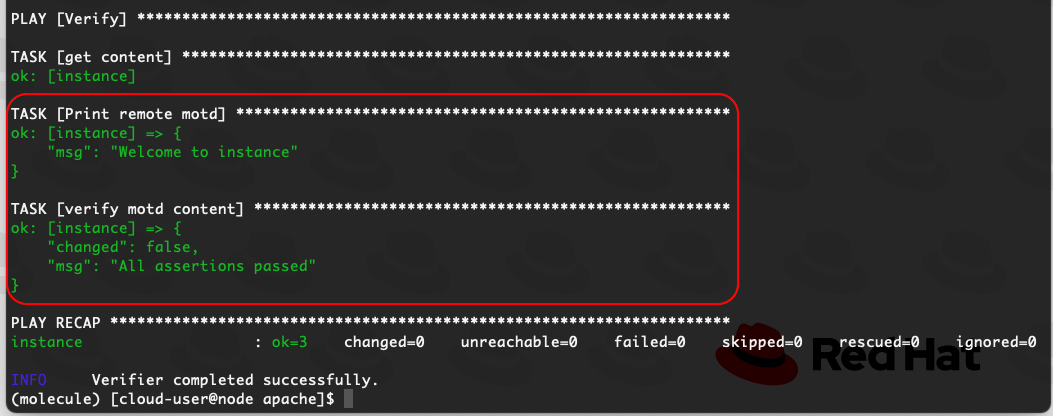 PLAY [Verify] ******************************************************************
TASK [get content] *************************************************************
ok: [instance]
TASK [Print remote motd] *******************************************************
ok: [instance] => {
    "msg": "Welcome to instance"
}
TASK [verify motd content] *****************************************************
ok: [instance] => {
    "changed": false,
    "msg": "All assertions passed"
}
PLAY RECAP *********************************************************************
instance                   : ok=3    changed=0    unreachable=0    failed=0    skipped=0    rescued=0    ignored=0
Red Hat
INFO     Verifier completed successfully.
(molecule) [cloud-user@node apache]$